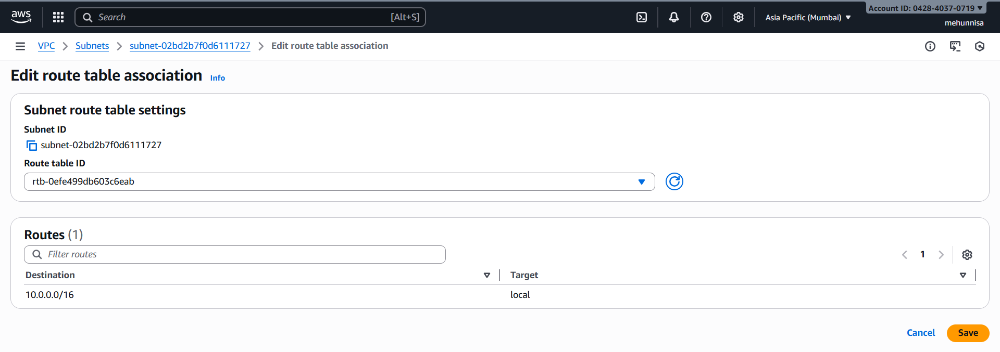 aws
Search [Alt+S]
Asia Pacific (Mumbai)
Account ID: 0428-4037-0719
mehunnisa
VPC Subnets subnet-02bd2b7f0d6111727 Edit route table association
Edit route table association Info
Subnet route table settings
Subnet ID
subnet-02bd2b7f0d6111727
Route table ID
rtb-0efe499db603c6eab
Routes (1)
Filter routes
1
Destination Target
10.0.0.0/16 local
Cancel Save